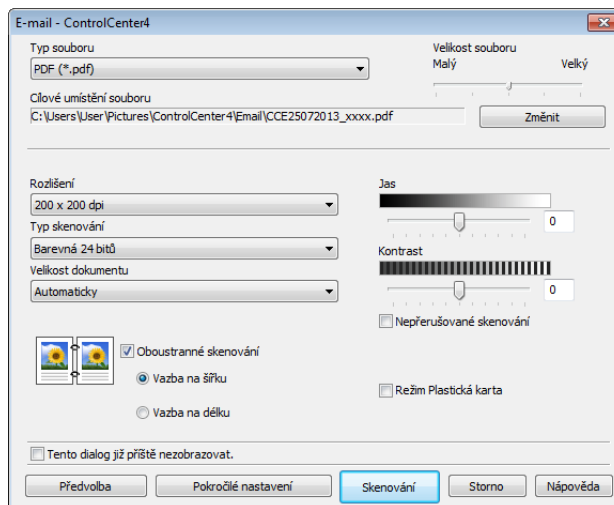 E-mail - ControlCenter4
Typ souboru
PDF (*.pdf)
Velikost souboru
Malý Velký
Cílové umístění souboru
C:\Users\User\Pictures\ControlCenter4\Email\CCE25072013_xxxx.pdf
Změnit
Rozlišení
200 x 200 dpi
Typ skenování
Barevná 24 bitů
Velikost dokumentu
Automaticky
Jas
0
Kontrast
0
Nepřerušované skenování
Oboustranné skenování
Vazba na šířku
Vazba na délku
Režim Plastická karta
Tento dialog již příště nezobrazovat.
Předvolba Pokročilé nastavení Skenování Storno Nápověda